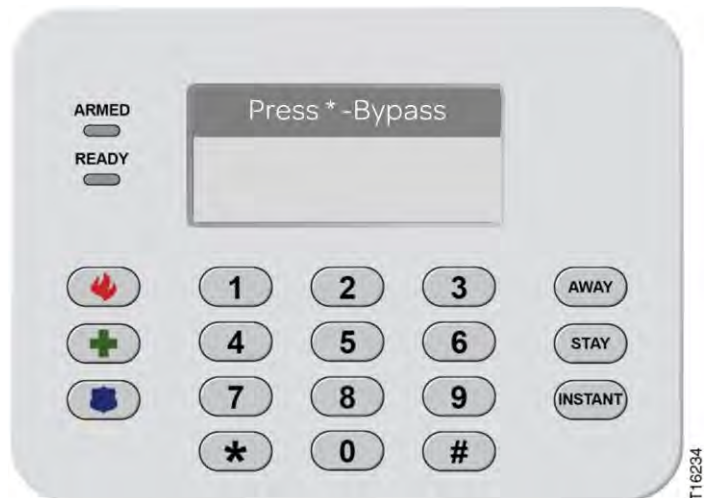 ARMED
READY
Press * -Bypass
1 2 3 AWAY
4 5 6 STAY
7 8 9 INSTANT
* 0 #
T16234